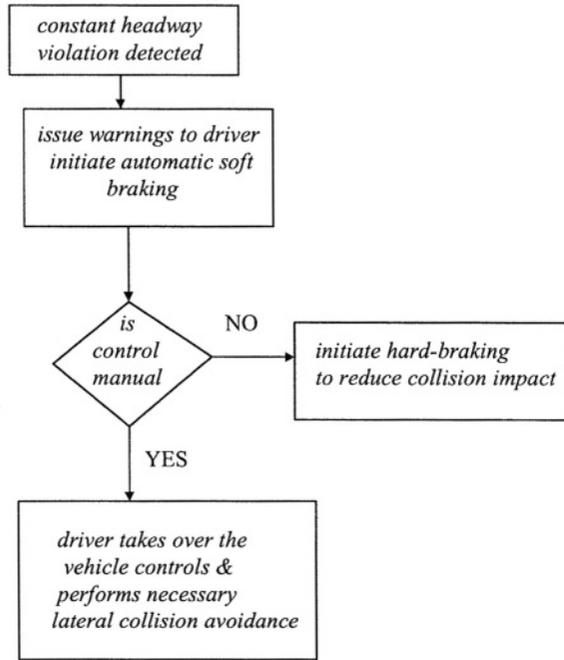 constant headway
violation detected
issue warnings to driver
initiate automatic soft
braking
is
control
manual
NO
initiate hard-braking
to reduce collision impact
YES
driver takes over the
vehicle controls &
performs necessary
lateral collision avoidance